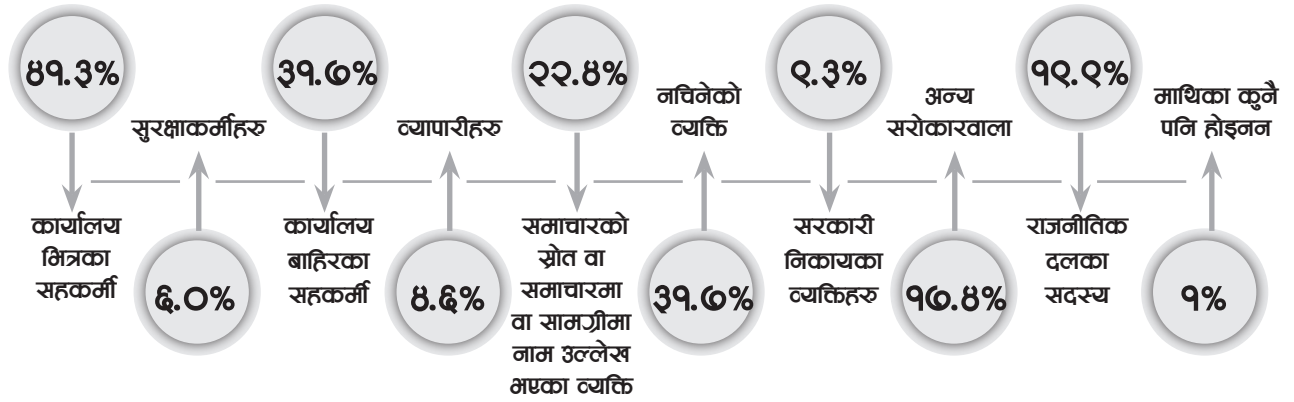 ४१.३%
कार्यालय
भित्रका
सहकर्मी
सुरक्षाकर्मीहरु
६.०%
३१.७%
कार्यालय
बाहिरका
सहकर्मी
व्यापारीहरु
४.६%
२२.४%
समाचारको
स्रोत वा
समाचारमा
वा सामग्रीमा
नाम उल्लेख
भएका व्यक्ति
नचिनेको
व्यक्ति
३१.७%
९.३%
सरकारी
निकायका
व्यक्तिहरु
अन्य
सरोकारवाला
१७.४%
१९.९%
राजनीतिक
दलका
सदस्य
माथिका कुनै
पनि होइनन
१%